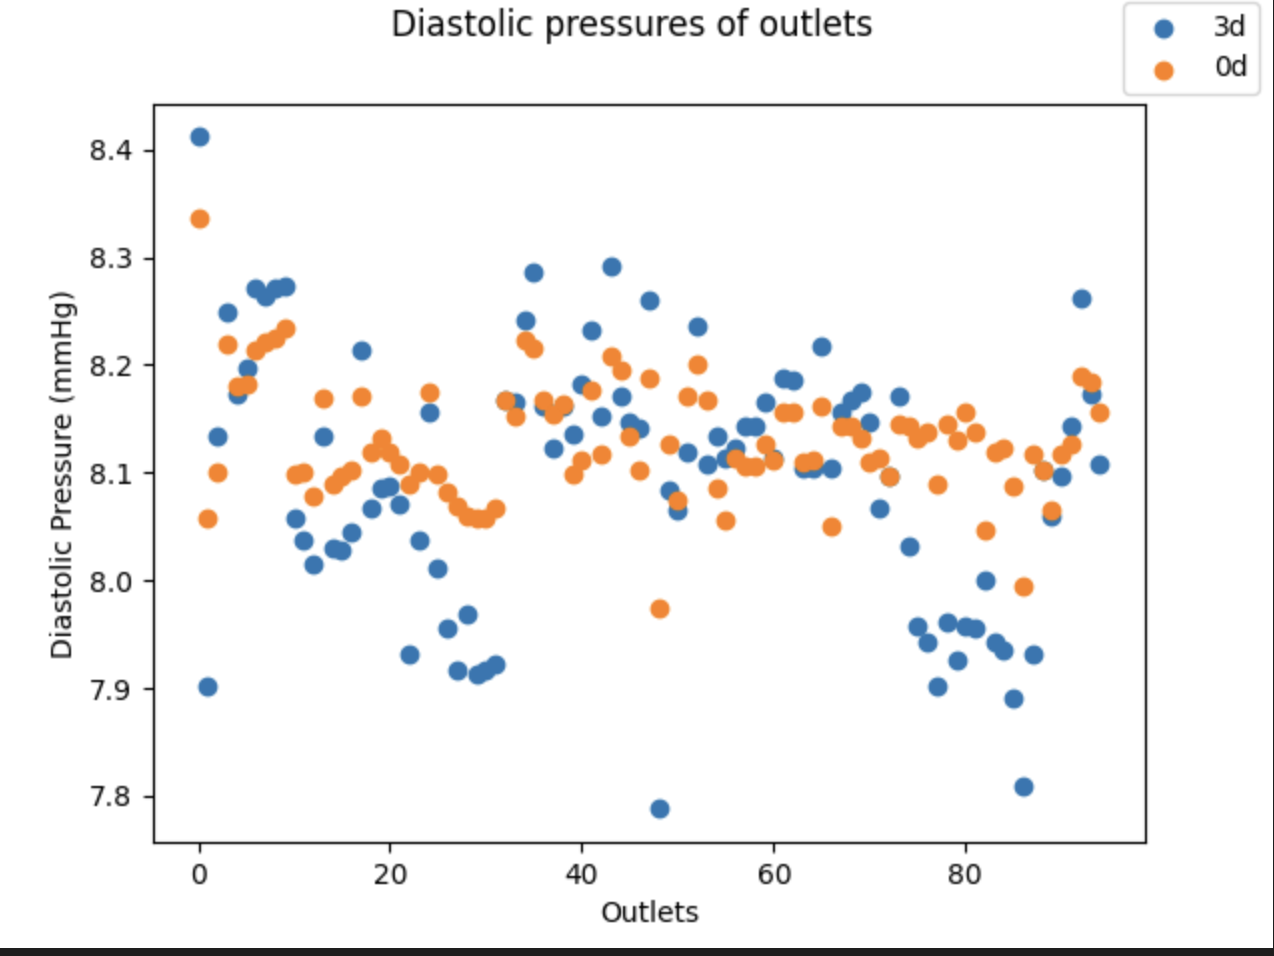 Diastolic pressures of outlets
3d
0d
8.4
8.3
8.2
8.1
8.0
7.9
7.8
Diastolic Pressure (mmHg)
0 20 40 60 80
Outlets